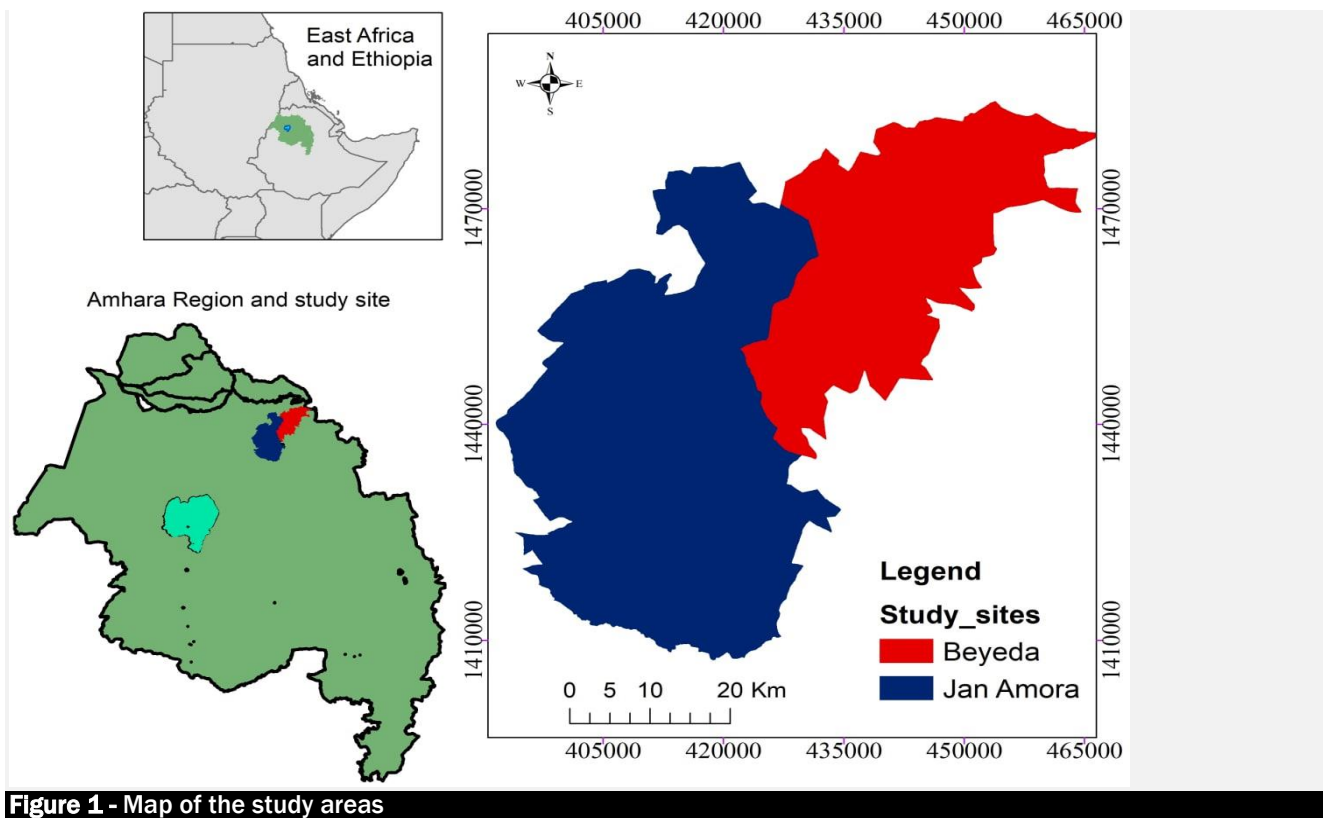 East Africa
and Ethiopia
Amhara Region and study site
405000 420000 435000 450000 465000
N
W E
S
1470000 1470000
1440000 1440000
1410000 1410000
Legend
Study_sites
Beyeda
Jan Amora
0 5 10 20 Km
405000 420000 435000 450000 465000
Figure 1 - Map of the study areas